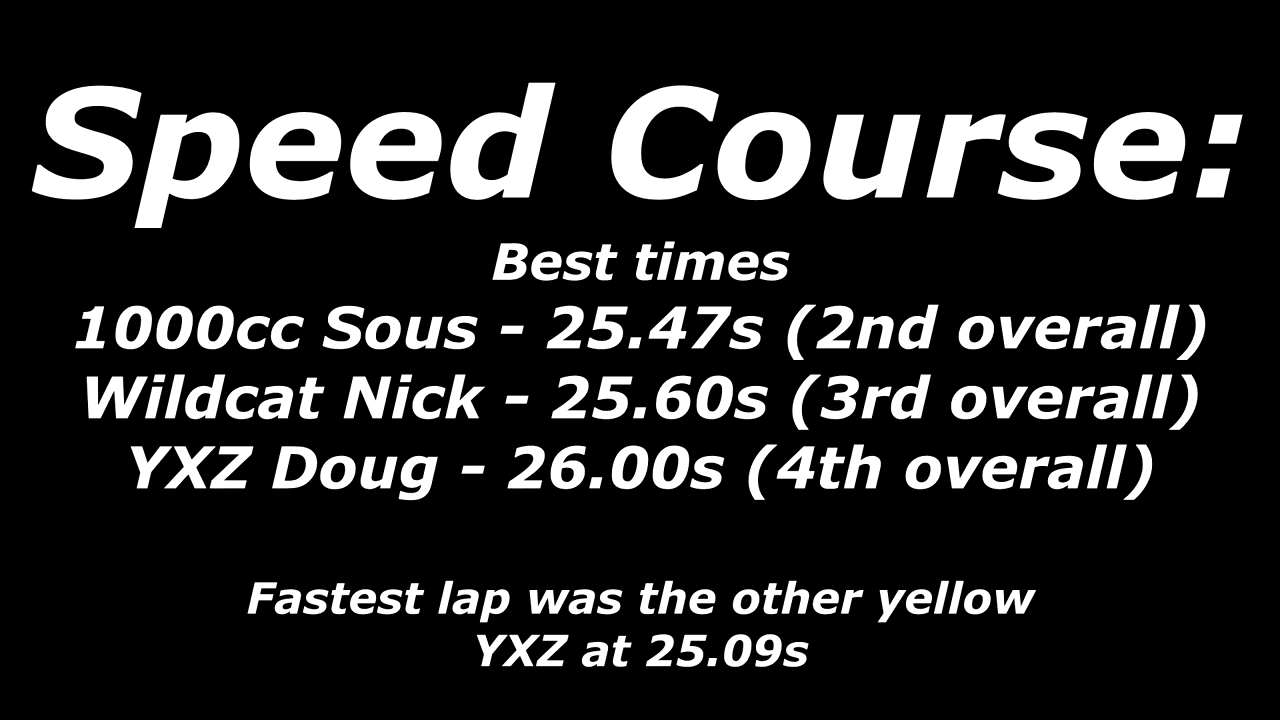 Speed Course:
Best times
1000cc Sous - 25.47s (2nd overall)
Wildcat Nick - 25.60s (3rd overall)
YXZ Doug - 26.00s (4th overall)
Fastest lap was the other yellow
YXZ at 25.09s